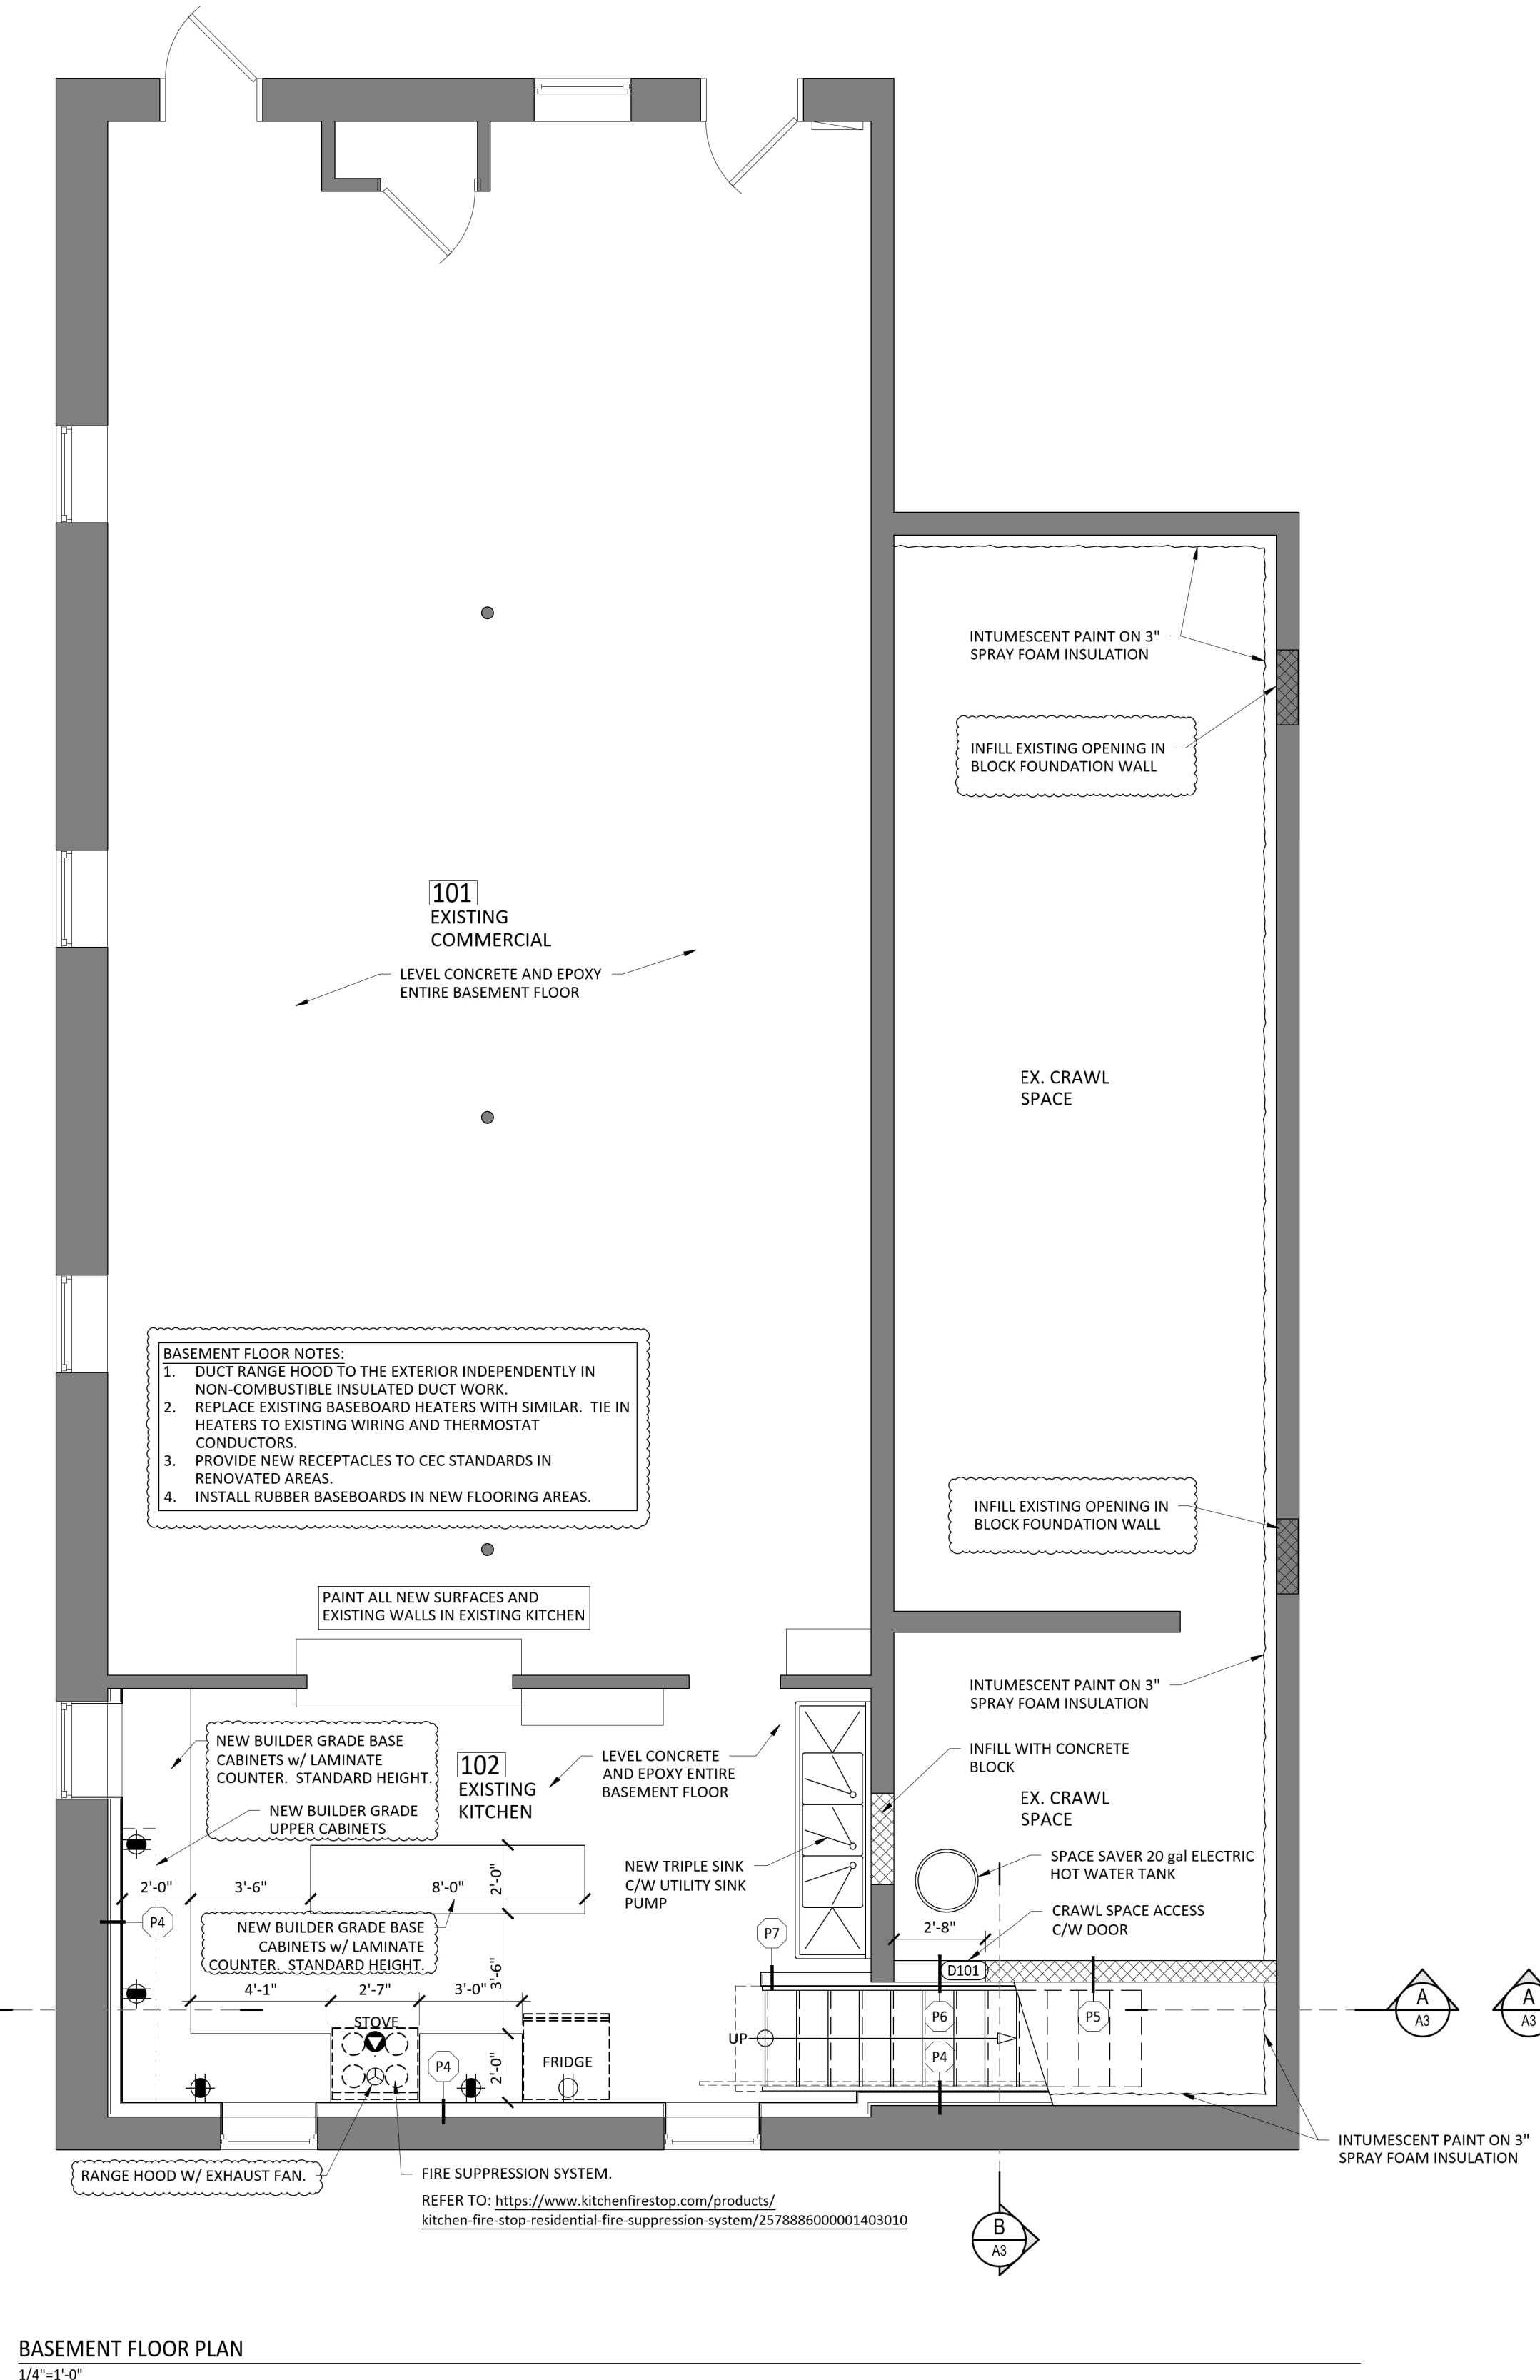 INTUMESCENT PAINT ON 3"
SPRAY FOAM INSULATION
INFILL EXISTING OPENING IN
BLOCK FOUNDATION WALL
101
EXISTING
COMMERCIAL
LEVEL CONCRETE AND EPOXY
ENTIRE BASEMENT FLOOR
EX. CRAWL
SPACE
BASEMENT FLOOR NOTES:
1. DUCT RANGE HOOD TO THE EXTERIOR INDEPENDENTLY IN
NON-COMBUSTIBLE INSULATED DUCT WORK.
2. REPLACE EXISTING BASEBOARD HEATERS WITH SIMILAR. TIE IN
HEATERS TO EXISTING WIRING AND THERMOSTAT
CONDUCTORS.
3. PROVIDE NEW RECEPTACLES TO CEC STANDARDS IN
RENOVATED AREAS.
4. INSTALL RUBBER BASEBOARDS IN NEW FLOORING AREAS.
INFILL EXISTING OPENING IN
BLOCK FOUNDATION WALL
PAINT ALL NEW SURFACES AND
EXISTING WALLS IN EXISTING KITCHEN
INTUMESCENT PAINT ON 3"
SPRAY FOAM INSULATION
NEW BUILDER GRADE BASE
CABINETS w/ LAMINATE
COUNTER. STANDARD HEIGHT.
NEW BUILDER GRADE
UPPER CABINETS
102
EXISTING
KITCHEN
LEVEL CONCRETE
AND EPOXY ENTIRE
BASEMENT FLOOR
INFILL WITH CONCRETE
BLOCK
EX. CRAWL
SPACE
NEW TRIPLE SINK
C/W UTILITY SINK
PUMP
SPACE SAVER 20 gal ELECTRIC
HOT WATER TANK
CRAWL SPACE ACCESS
C/W DOOR
2'-0"
3'-6"
8'-0"
2'-0"
P4
NEW BUILDER GRADE BASE
CABINETS w/ LAMINATE
COUNTER. STANDARD HEIGHT.
P7
2'-8"
D101
4'-1"
2'-7"
3'-0"
3'-6"
STOVE
P4
FRIDGE
2'-0"
UP
P6
P5
P4
A
A3
A
A3
INTUMESCENT PAINT ON 3"
SPRAY FOAM INSULATION
RANGE HOOD W/ EXHAUST FAN.
FIRE SUPPRESSION SYSTEM.
REFER TO: https://www.kitchenfirestop.com/products/
kitchen-fire-stop-residential-fire-suppression-system/2578886000001403010
B
A3
BASEMENT FLOOR PLAN
1/4"=1'-0"